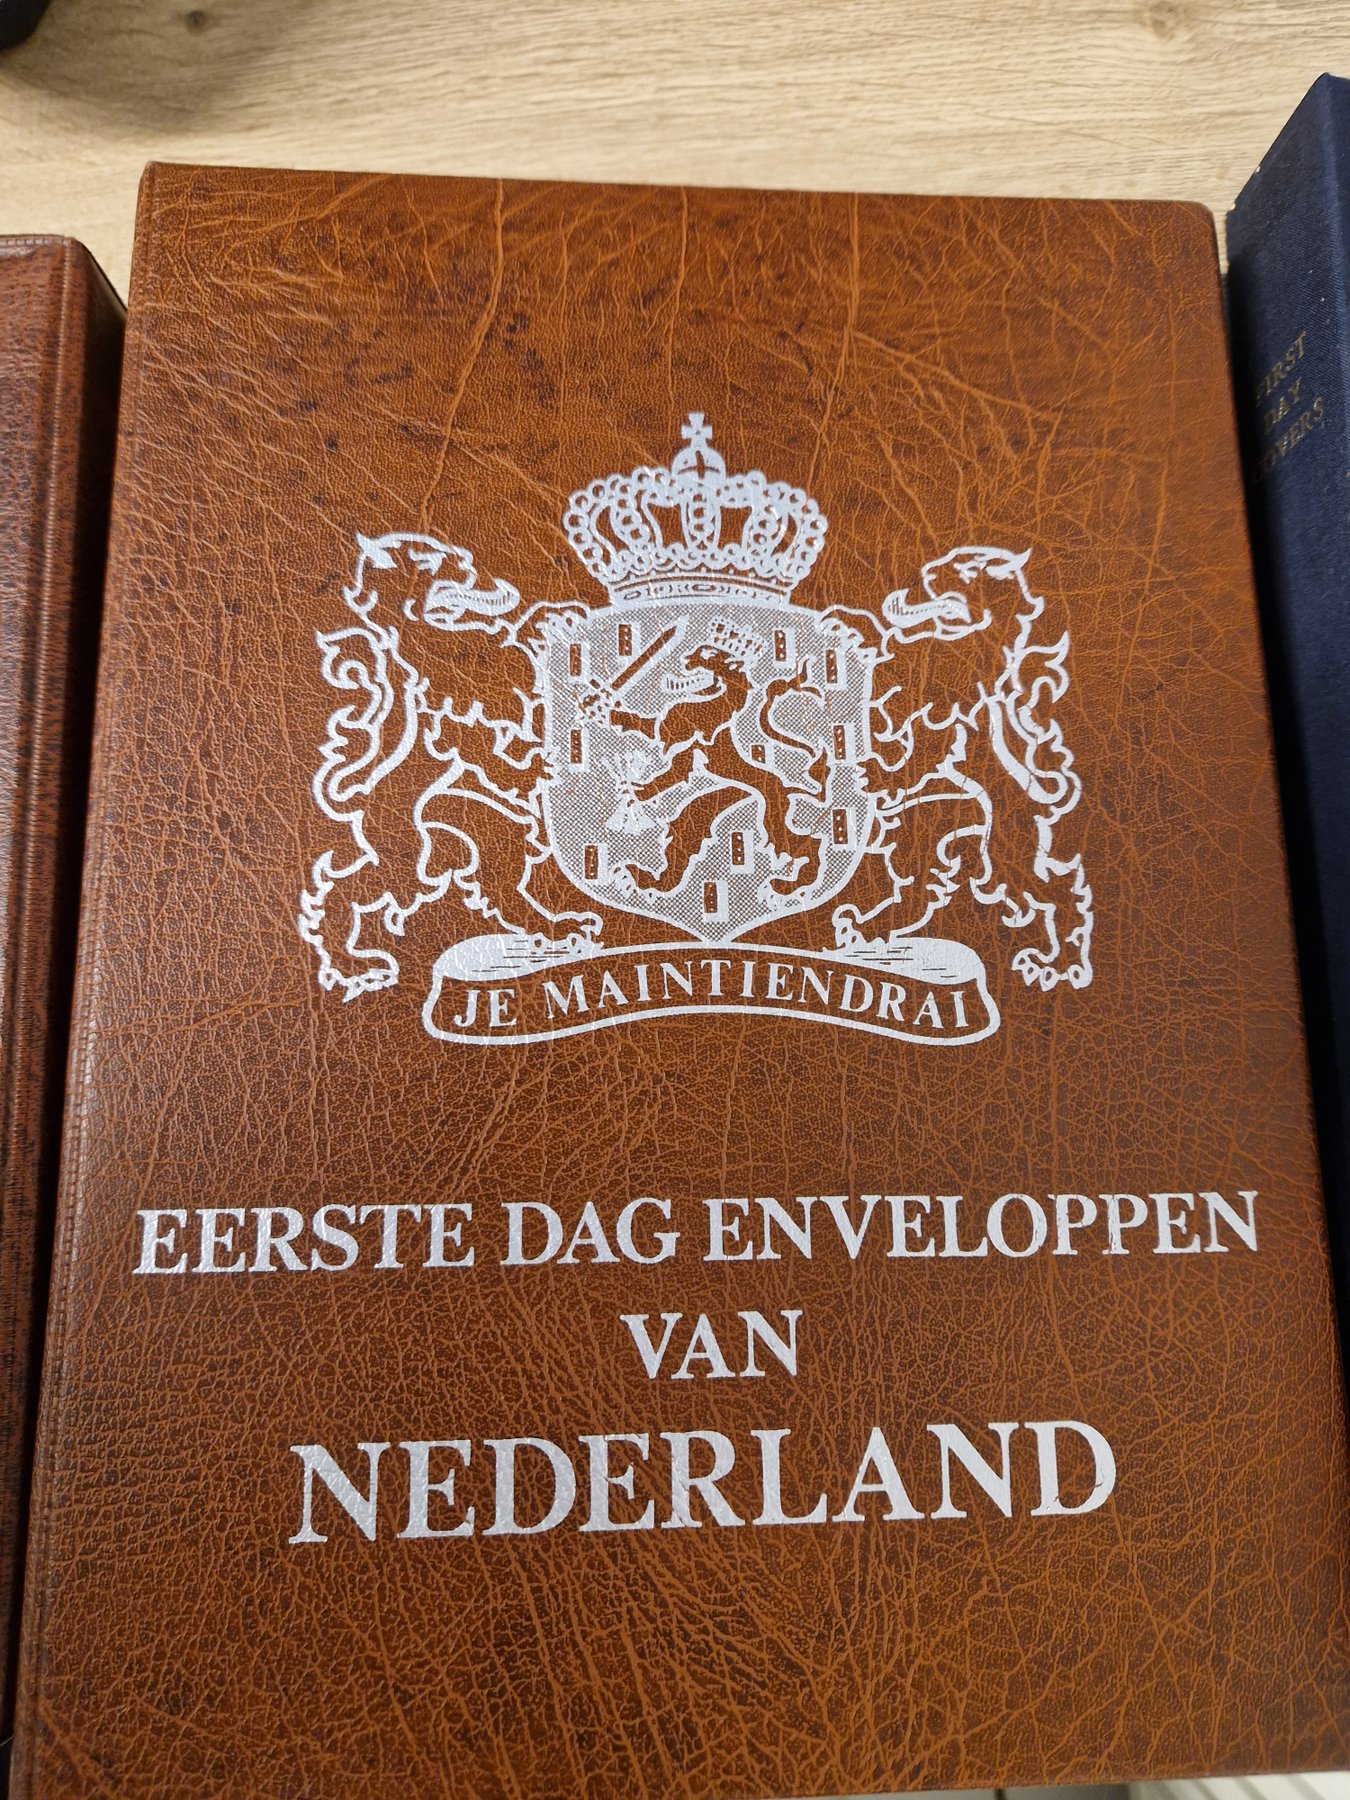 JE MAINTIENDRAI
EERSTE DAG ENVELOPPEN
VAN
NEDERLAND
FIRST
DAY
COVERS